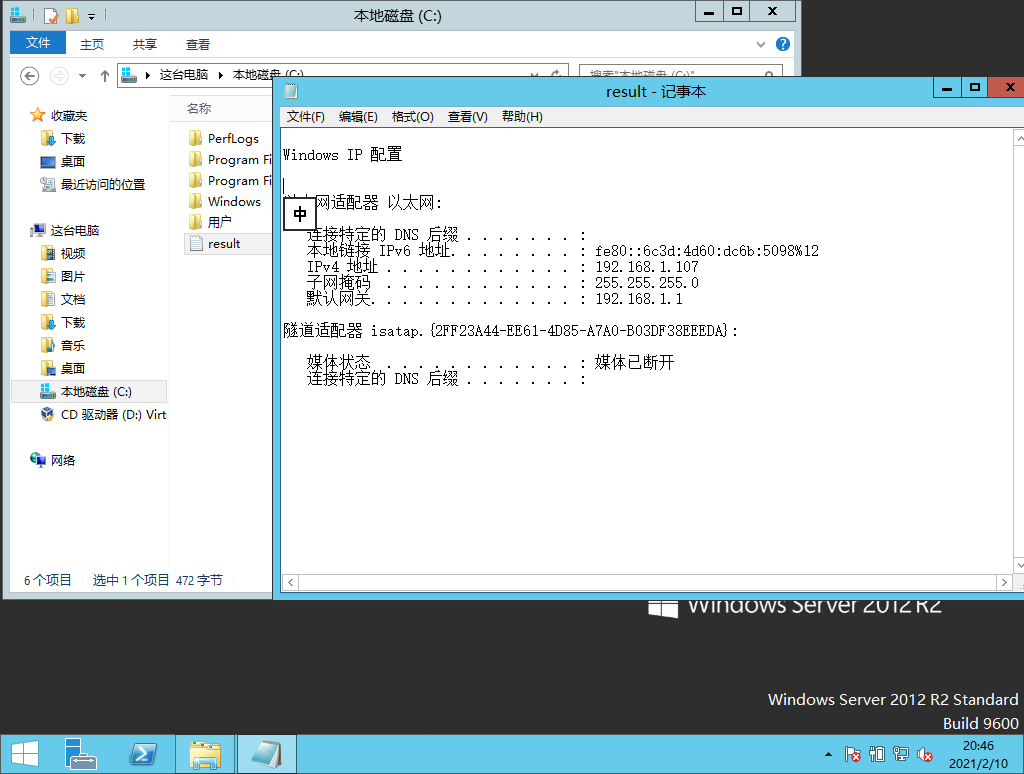 本地磁盘 (C:)
文件 主页 共享 查看
这台电脑 本地磁盘 (C:)
搜索"本地磁盘 (C:)"
收藏夹
下载
桌面
最近访问的位置
这台电脑
视频
图片
文档
下载
音乐
桌面
本地磁盘 (C:)
CD 驱动器 (D:) Virt
网络
名称
PerfLogs
Program Fi
Program Fi
Windows
用户
result
6 个项目 选中 1 个项目 472 字节
result - 记事本
文件(F) 编辑(E) 格式(O) 查看(V) 帮助(H)
Windows IP 配置
网适配器 以太网:
中
连接特定的 DNS 后缀 . . . . . . . :
本地链接 IPv6 地址. . . . . . . . : fe80::6c3d:4d60:dc6b:5098%12
IPv4 地址 . . . . . . . . . . . . : 192.168.1.107
子网掩码 . . . . . . . . . . . . : 255.255.255.0
默认网关. . . . . . . . . . . . . : 192.168.1.1
隧道适配器 isatap.{2FF23A44-EE61-4D85-A7A0-B03DF38EEEDA}:
媒体状态 . . . . . . . . . . . . : 媒体已断开
连接特定的 DNS 后缀 . . . . . . . :
Windows Server 2012 R2
Windows Server 2012 R2 Standard
Build 9600
20:46
2021/2/10